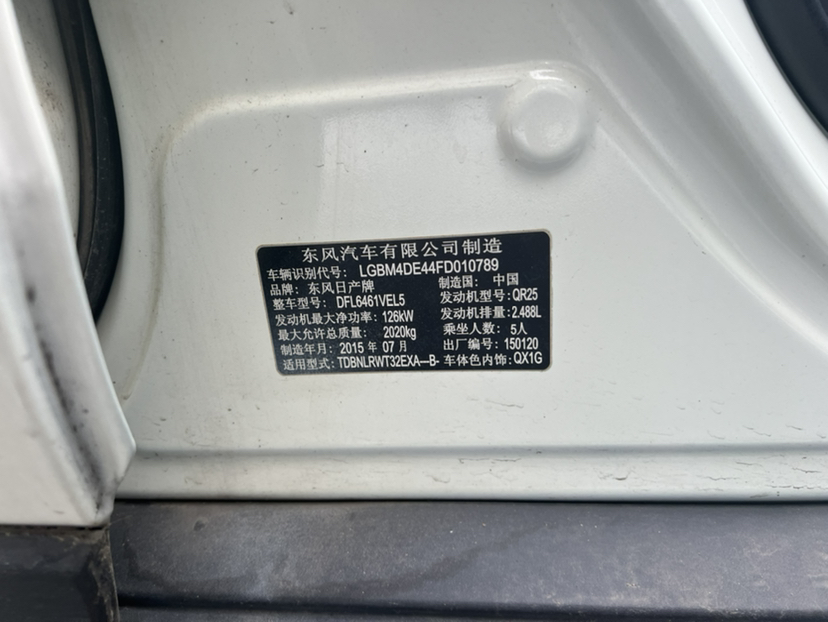 东风汽车有限公司制造
车辆识别代号: LGBM4DE44FD010789
品牌: 东风日产牌 制造国: 中国
整车型号: DFL6461VEL5 发动机型号:QR25
发动机最大净功率: 126kW 发动机排量:2.488L
最大允许总质量: 2020kg 乘坐人数: 5人
制造年月: 2015 年 07 月 出厂编号: 150120
适用型式: TDBNLRWT32EXA—B- 车体色内饰:QX1G